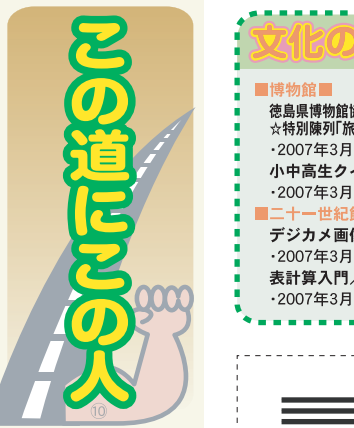 この道にこの人
⑩
文化の
■博物館■
徳島県博物館
☆特別陳列「旅
・2007年3月
小中高生ク
・2007年3月
■二十一世紀
デジカメ画
・2007年3月
表計算入門
・2007年3月